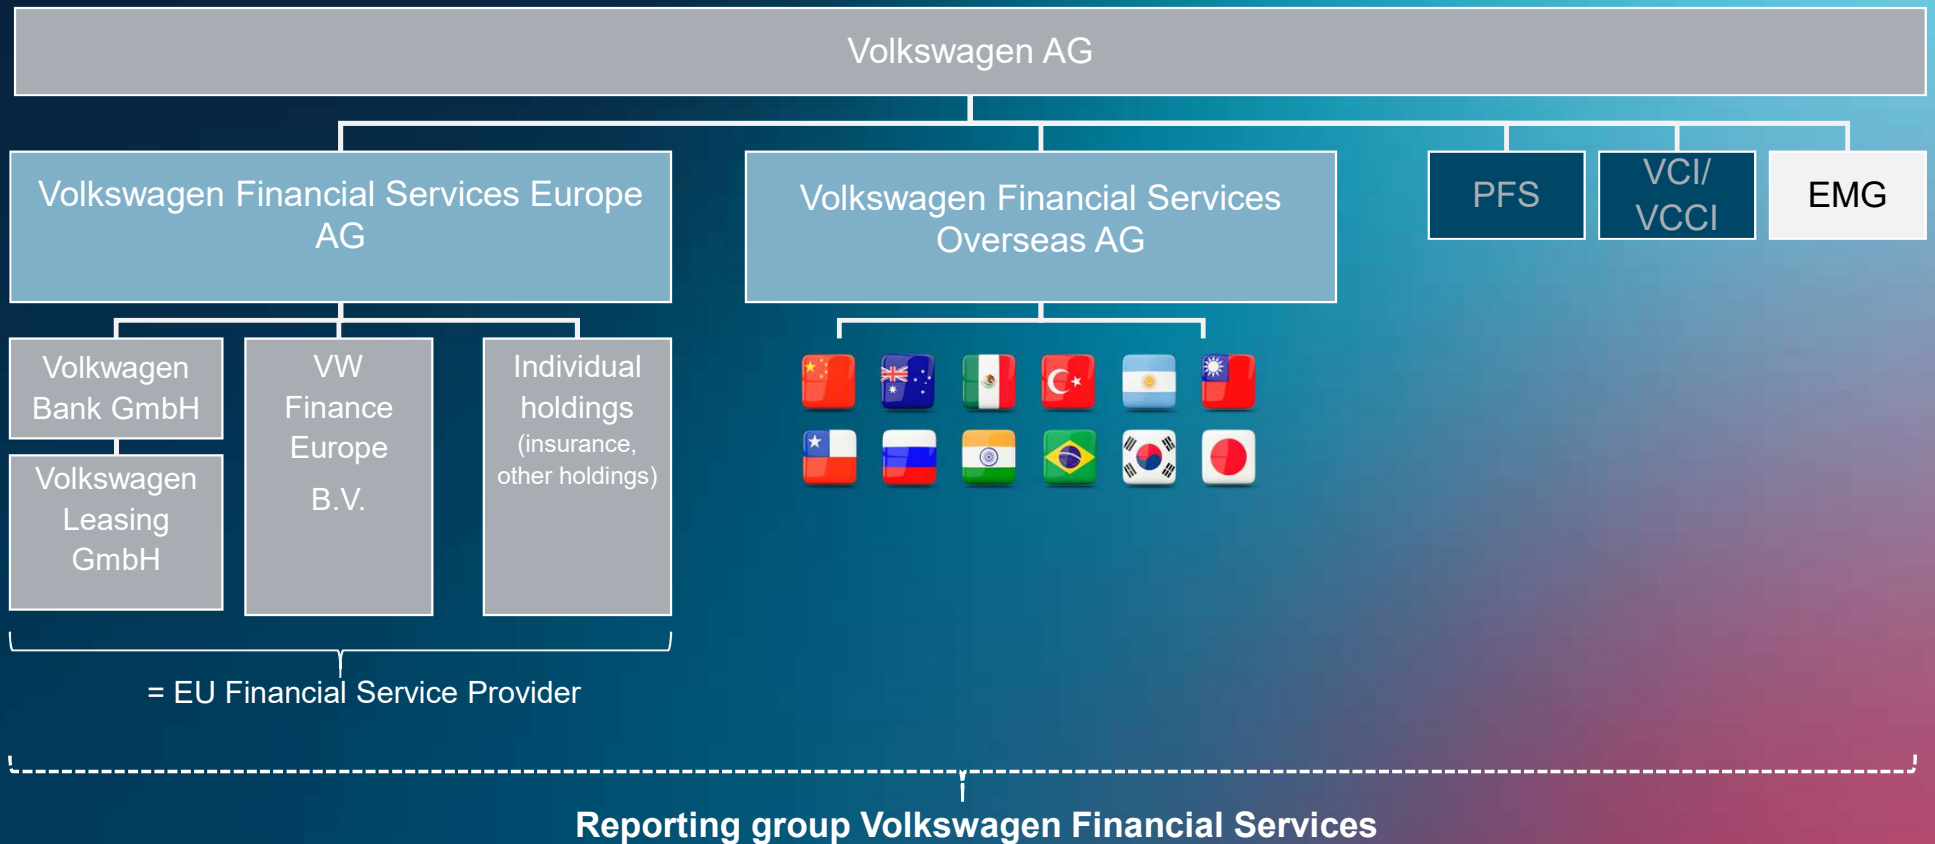 Volkswagen AG
Volkswagen Financial Services Europe
AG
Volkswagen Financial Services
Overseas AG
PFS
VCI/
VCCI
EMG
Volkwagen
Bank GmbH
Volkswagen
Leasing
GmbH
VW
Finance
Europe
B.V.
Individual
holdings
(insurance,
other holdings)
= EU Financial Service Provider
Reporting group Volkswagen Financial Services